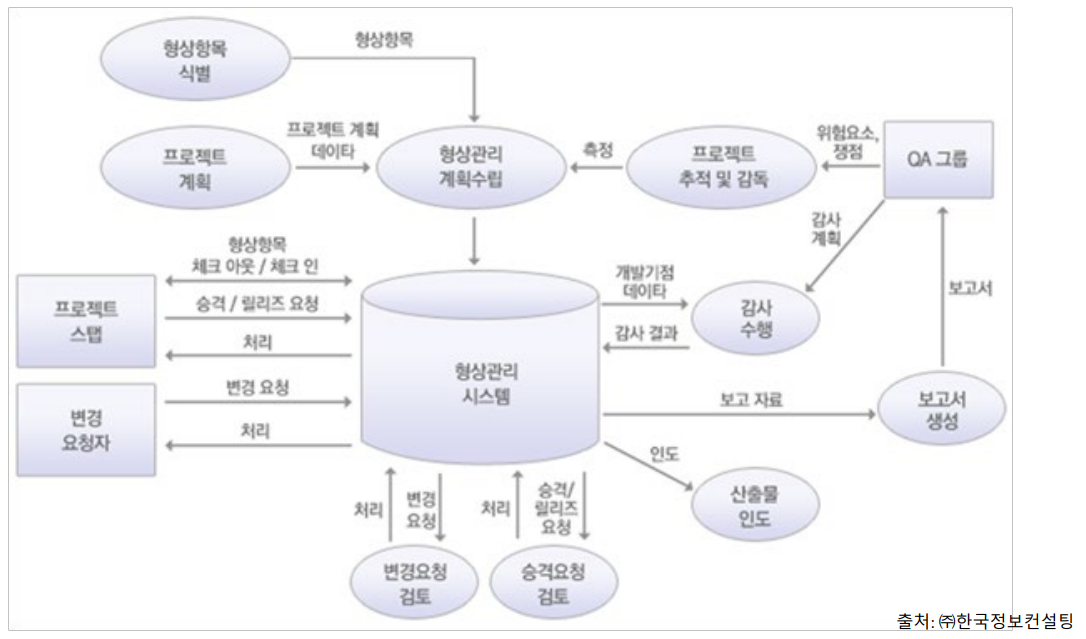 형상항목
식별
형상항목
프로젝트
계획
프로젝트 계획
데이타
형상관리
계획수립
측정
프로젝트
추적 및 감독
위험요소,
쟁점
QA 그룹
감사
계획
형상항목
체크 아웃 / 체크 인
프로젝트
스탭
승격 / 릴리즈 요청
처리
변경
요청자
변경 요청
처리
형상관리
시스템
개발기점
데이타
감사 결과
감사
수행
보고서
보고 자료
보고서
생성
인도
산출물
인도
처리
변경
요청
처리
승격/
릴리즈
요청
변경요청
검토
승격요청
검토
출처: ㈜한국정보컨설팅